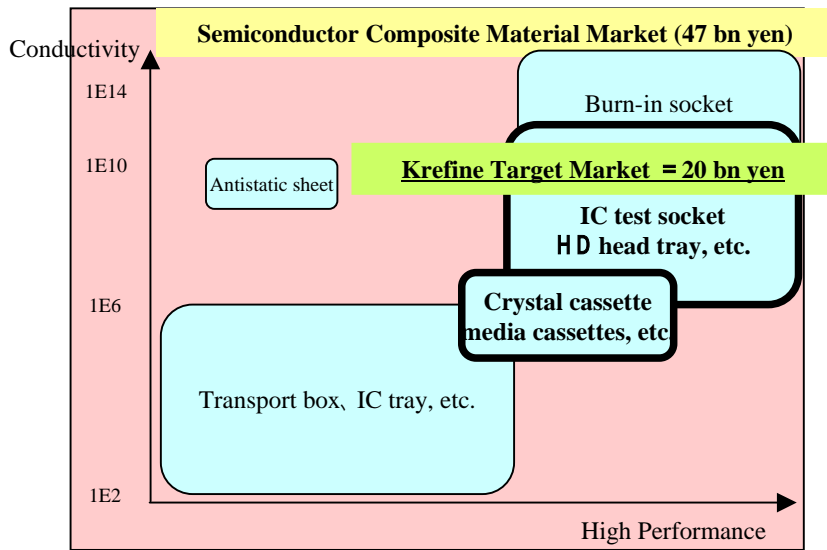 Semiconductor Composite Material Market (47 bn yen)
Conductivity
1E14
Burn-in socket
1E10
Krefine Target Market = 20 bn yen
Antistatic sheet
IC test socket
HD head tray, etc.
1E6
Crystal cassette
media cassettes, etc.
Transport box、IC tray, etc.
1E2
High Performance